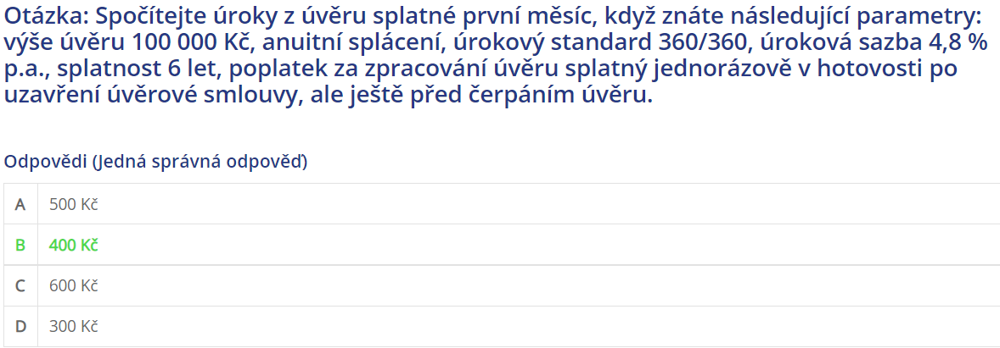 Otázka: Spočítejte úroky z úvěru splatné první měsíc, když znáte následující parametry:
výše úvěru 100 000 Kč, anuitní splácení, úrokový standard 360/360, úroková sazba 4,8 %
p.a., splatnost 6 let, poplatek za zpracování úvěru splatný jednorázově v hotovosti po
uzavření úvěrové smlouvy, ale ještě před čerpáním úvěru.
Odpovědi (Jedná správná odpověď)
A 500 Kč
B 400 Kč
C 600 Kč
D 300 Kč